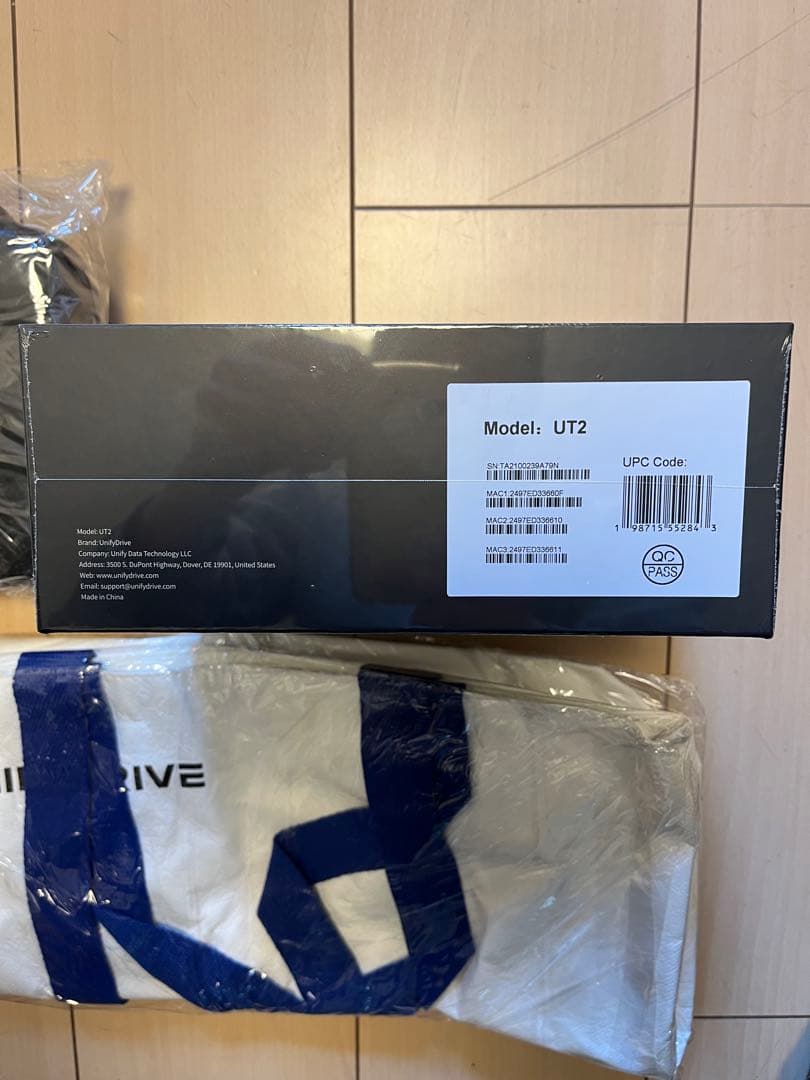 Model: UT2
SN:TA2100239A79N
MAC1:2497ED33660F
MAC2:2497ED336610
MAC3:2497ED336611
UPC Code:
1 98715 55284 3
QC
PASS
Model: UT2
Brand: UnifyDrive
Company: Unify Data Technology LLC
Address: 3500 S. DuPont Highway, Dover, DE 19901, United States
Web: www.unifydrive.com
Email: support@unifydrive.com
Made in China
RIVE